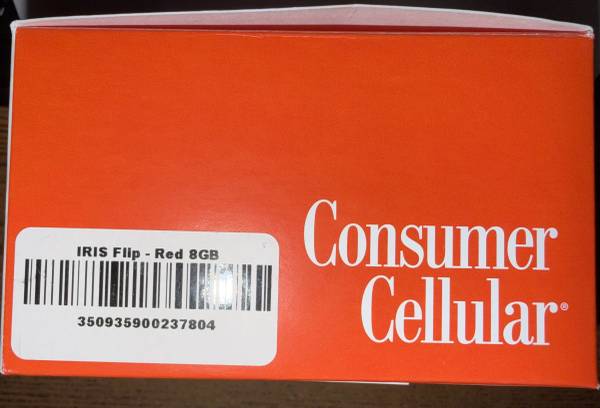 IRIS Flip - Red 8GB
350935900237804
Consumer
Cellular®